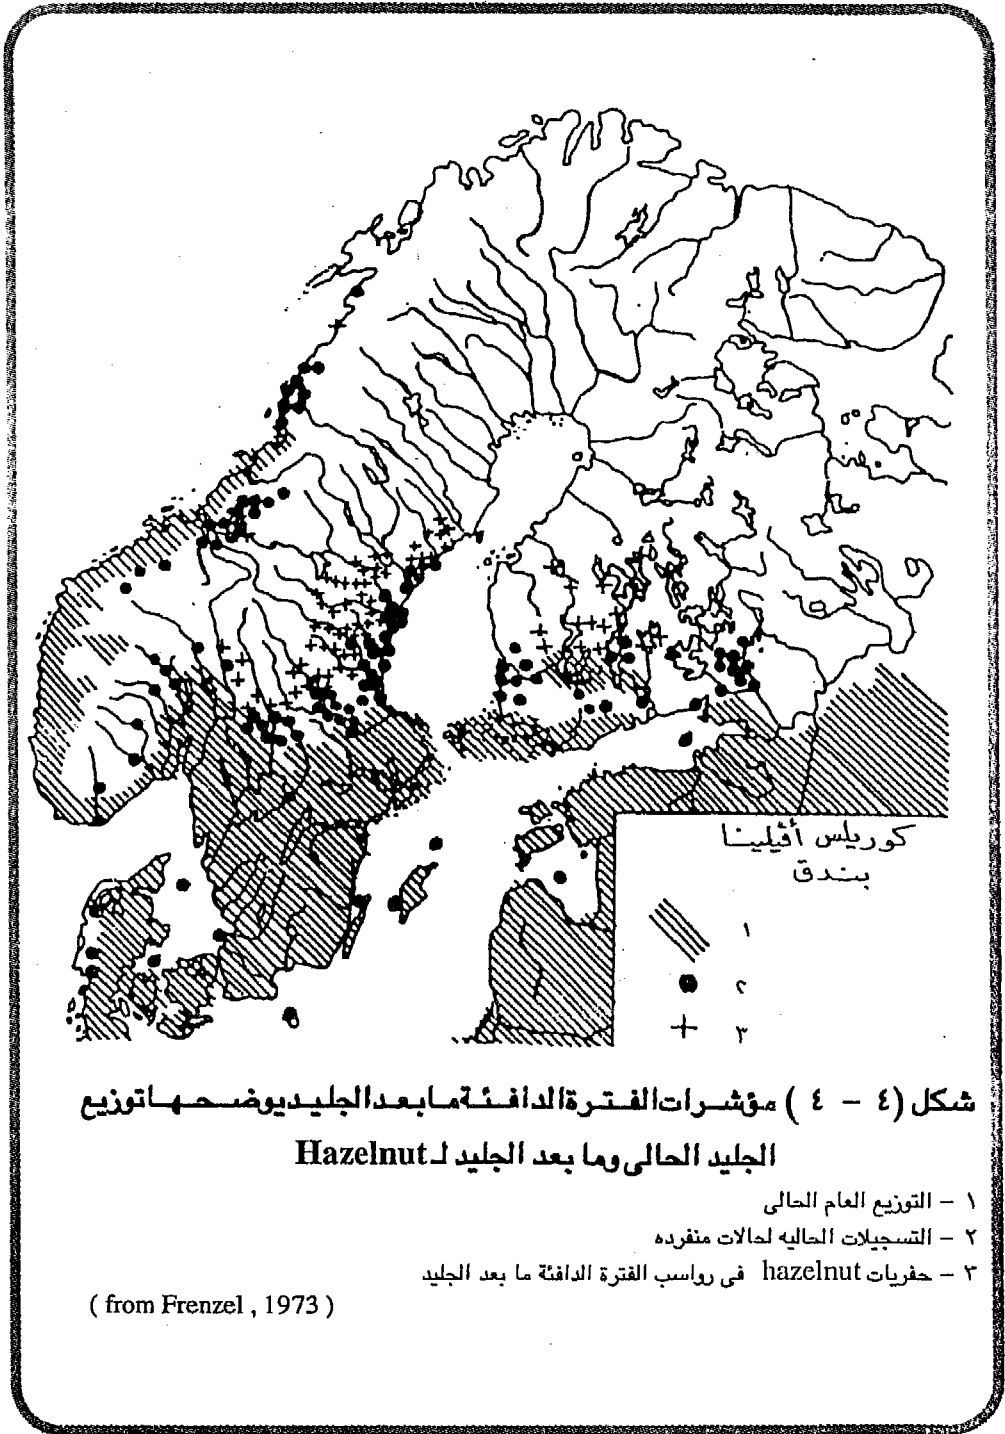 كوريلس أڤيلينا
بندق
١
٢
٣
شكل (٤ - ٤) مؤشرات الفترة الدافئة ما بعد الجليد يوضحها توزيع
الجليد الحالى وما بعد الجليد لـ Hazelnut
١ - التوزيع العام الحالى
٢ - التسجيلات الحاليه لحالات منفرده
٣ - حفريات hazelnut فى رواسب الفترة الدافئة ما بعد الجليد
( from Frenzel , 1973 )